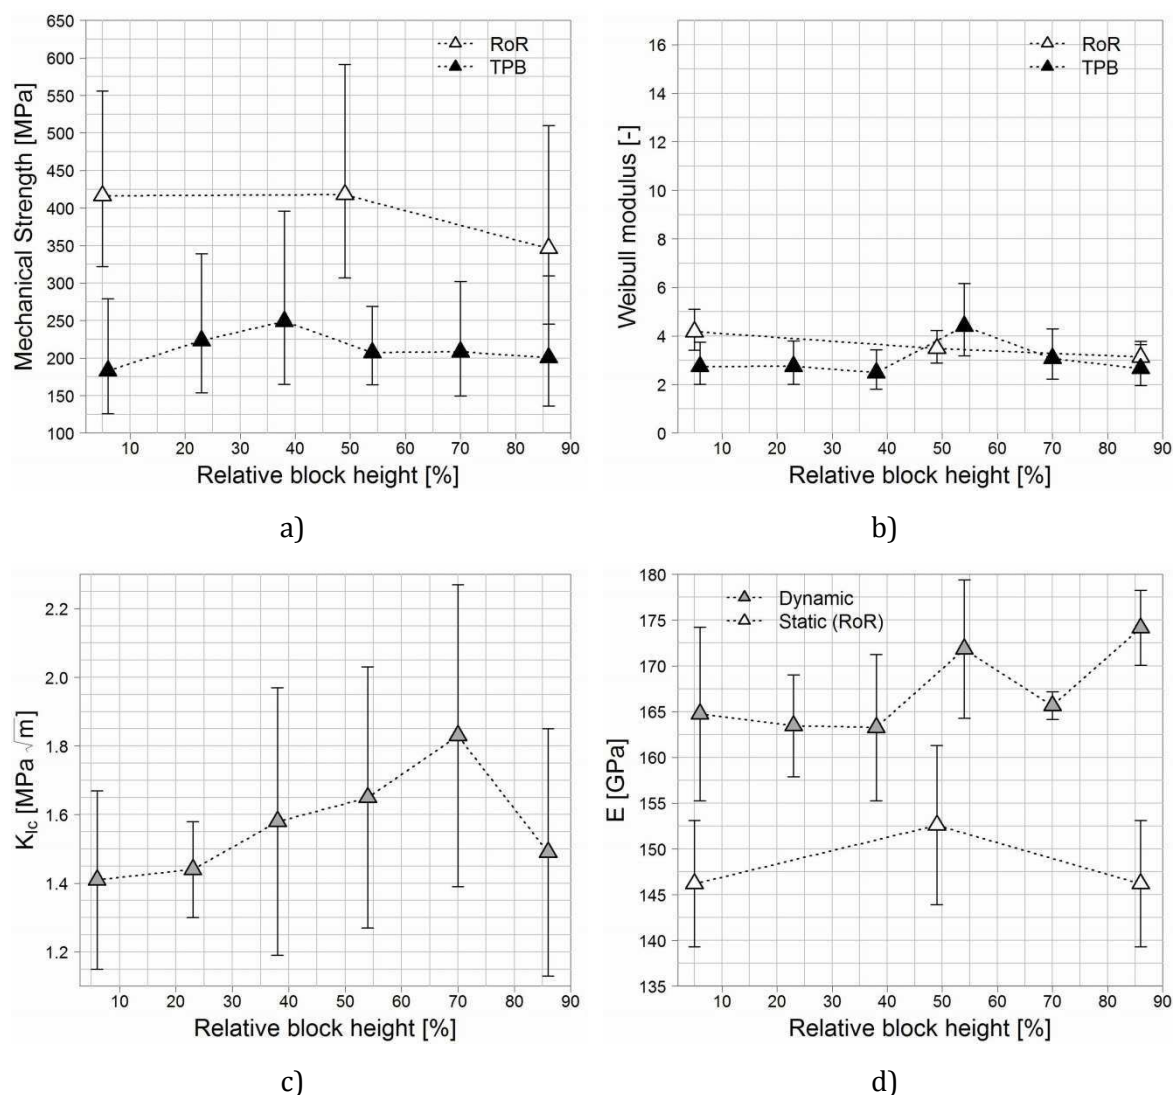 650
600
550
500
450
400
350
300
250
200
150
100
Mechanical Strength [MPa]
RoR
TPB
10 20 30 40 50 60 70 80 90
Relative block height [%]
a)
16
14
12
10
8
6
4
2
0
Weibull modulus [-]
RoR
TPB
10 20 30 40 50 60 70 80 90
Relative block height [%]
b)
2.2
2.0
1.8
1.6
1.4
1.2
KIc [MPa √m]
10 20 30 40 50 60 70 80 90
Relative block height [%]
c)
180
175
170
165
162
155
150
145
140
135
E [GPa]
Dynamic
Static (RoR)
10 20 30 40 50 60 70 80 90
Relative block height [%]
d)